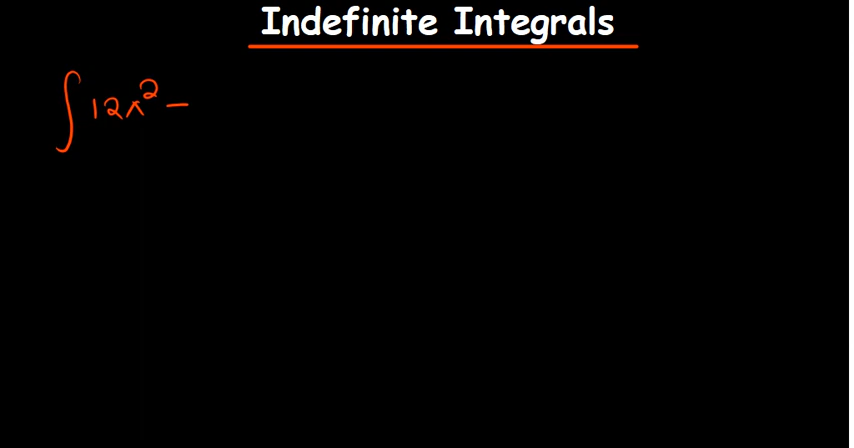 Indefinite Integrals
∫ 12x² −